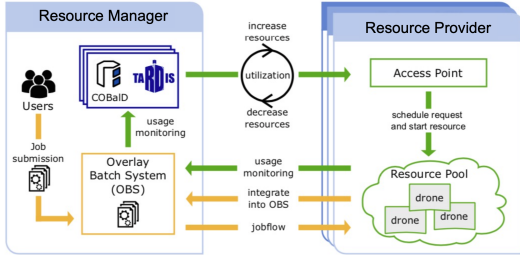 Resource Manager
COBalD
TARDIS
Users
Job
submission
usage
monitoring
Overlay
Batch System
(OBS)
increase
resources
utilization
decrease
resources
usage
monitoring
integrate
into OBS
jobflow
Resource Provider
Access Point
schedule request
and start resource
Resource Pool
drone
drone
drone